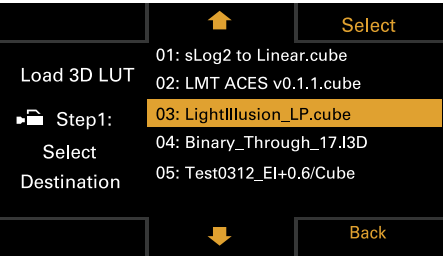 Select
Load 3D LUT
Step1:
Select
Destination
01: sLog2 to Linear.cube
02: LMT ACES v0.1.1.cube
03: LightIllusion_LP.cube
04: Binary_Through_17.l3D
05: Test0312_EI+0.6/Cube
Back